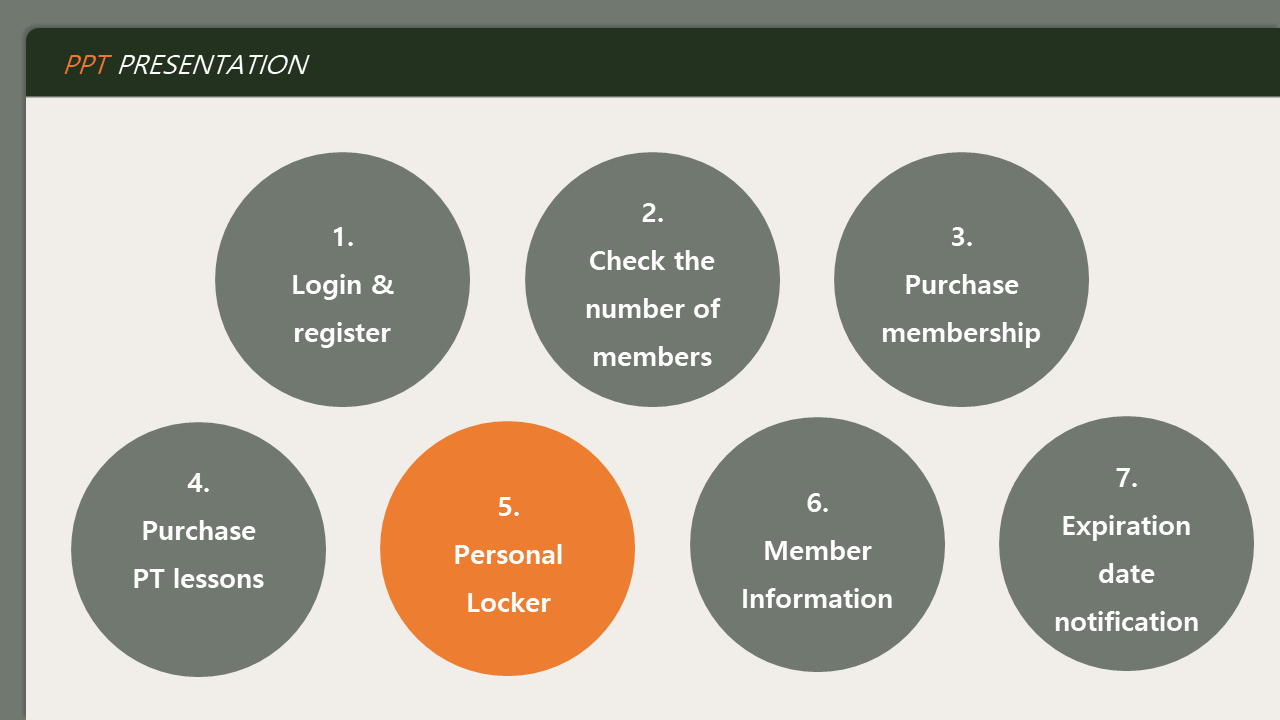 PPT PRESENTATION
1.
Login &
register
2.
Check the
number of
members
3.
Purchase
membership
4.
Purchase
PT lessons
5.
Personal
Locker
6.
Member
Information
7.
Expiration
date
notification